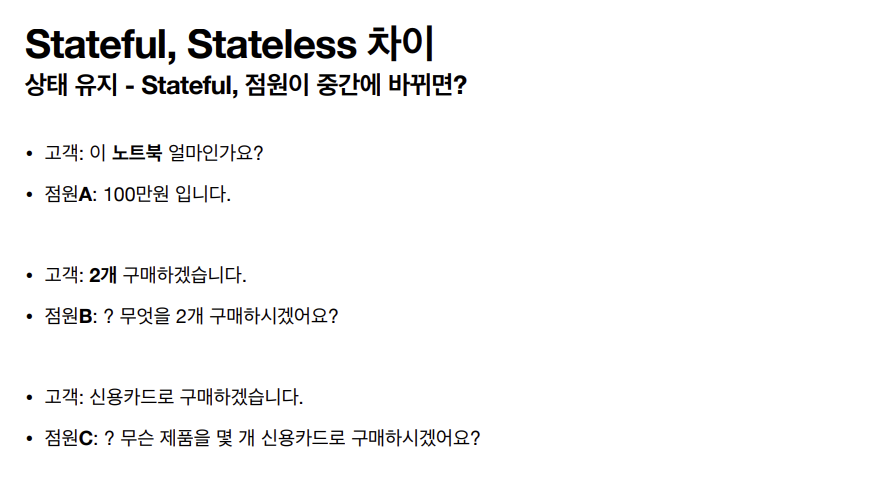 Stateful, Stateless 차이
상태 유지 - Stateful, 점원이 중간에 바뀌면?
• 고객: 이 노트북 얼마인가요?
• 점원A: 100만원 입니다.
• 고객: 2개 구매하겠습니다.
• 점원B: ? 무엇을 2개 구매하시겠어요?
• 고객: 신용카드로 구매하겠습니다.
• 점원C: ? 무슨 제품을 몇 개 신용카드로 구매하시겠어요?